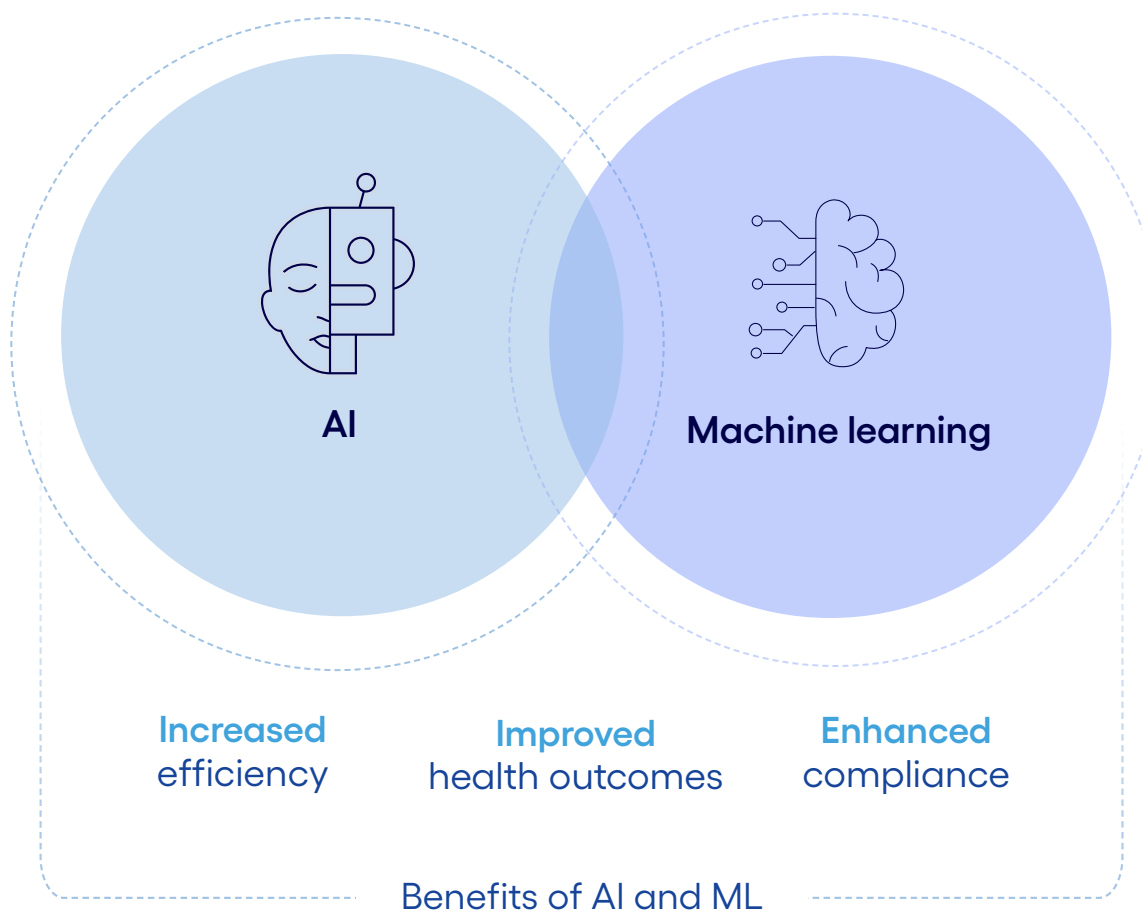 AI
Machine learning
Increased
efficiency
Improved
health outcomes
Enhanced
compliance
Benefits of AI and ML